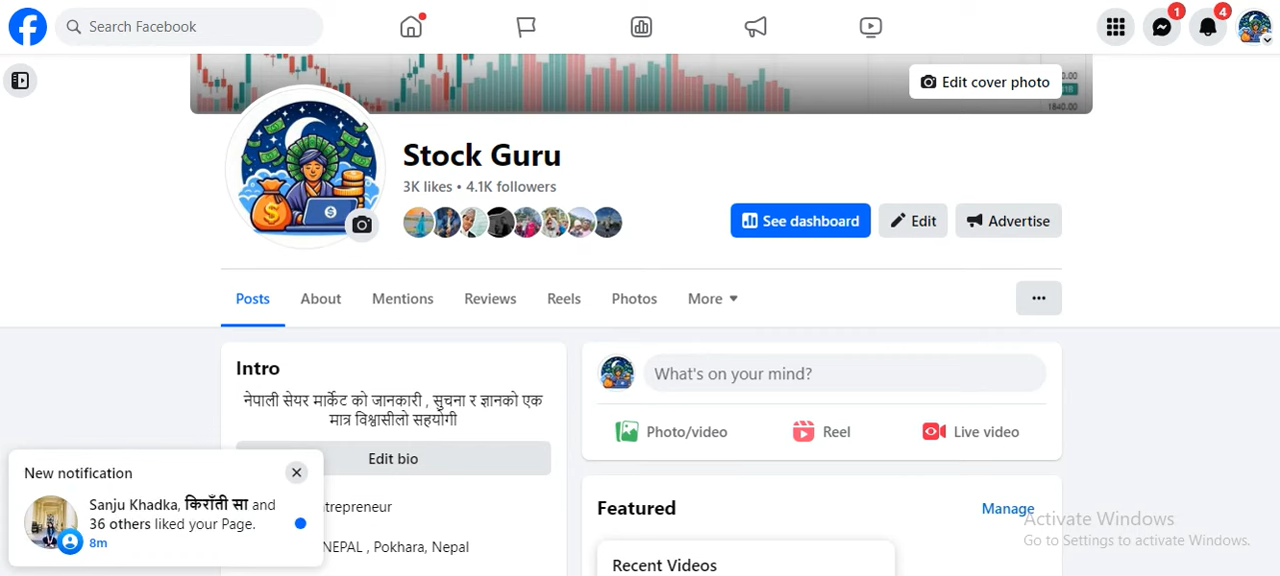 Search Facebook
1
4
Edit cover photo
1840.00
Stock Guru
3K likes • 4.1K followers
See dashboard
Edit
Advertise
Posts
About
Mentions
Reviews
Reels
Photos
More
Intro
नेपाली सेयर मार्केट को जानकारी , सुचना र ज्ञानको एक
मात्र विश्वासीलो सहयोगी
Edit bio
trepreneur
NEPAL , Pokhara, Nepal
What's on your mind?
Photo/video
Reel
Live video
Featured
Manage
Recent Videos
New notification
Sanju Khadka, किराँती सा and
36 others liked your Page.
8m
Activate Windows
Go to Settings to activate Windows.